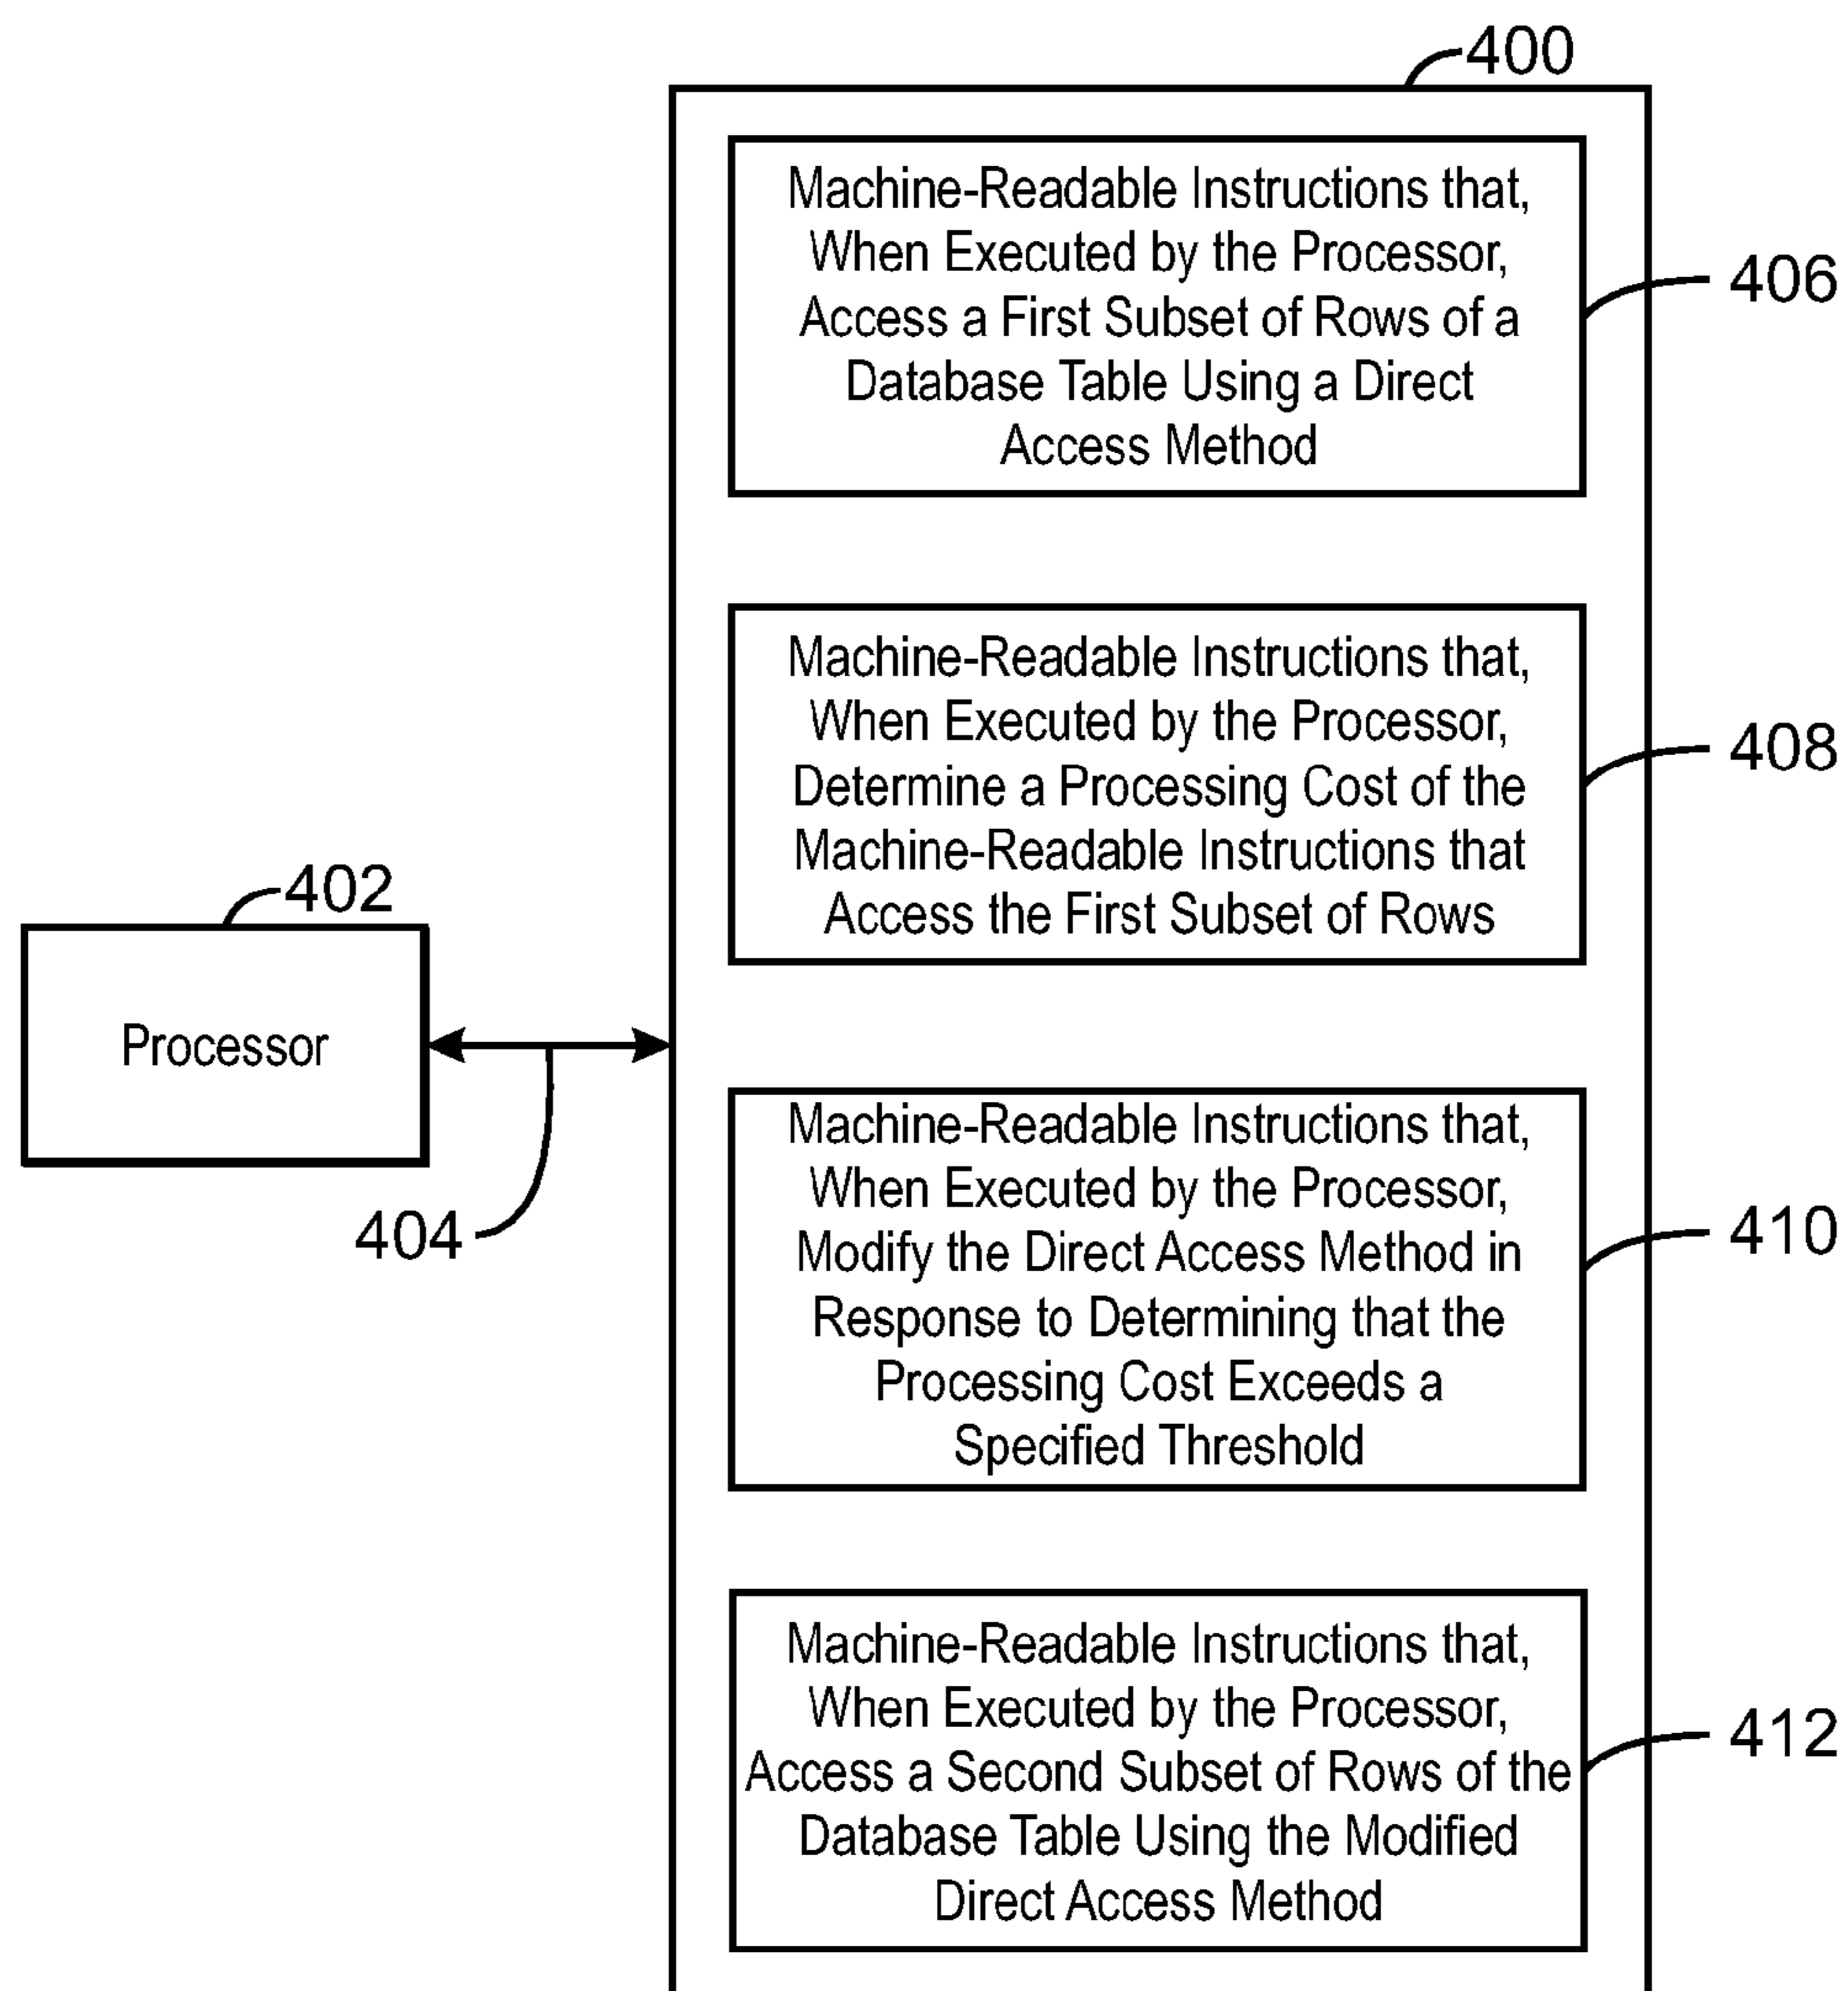 400
Machine-Readable Instructions that,
When Executed by the Processor,
Access a First Subset of Rows of a
Database Table Using a Direct
Access Method
406
Machine-Readable Instructions that,
When Executed by the Processor,
Determine a Processing Cost of the
Machine-Readable Instructions that
Access the First Subset of Rows
408
402
Processor
404
Machine-Readable Instructions that,
When Executed by the Processor,
Modify the Direct Access Method in
Response to Determining that the
Processing Cost Exceeds a
Specified Threshold
410
Machine-Readable Instructions that,
When Executed by the Processor,
Access a Second Subset of Rows of the
Database Table Using the Modified
Direct Access Method
412